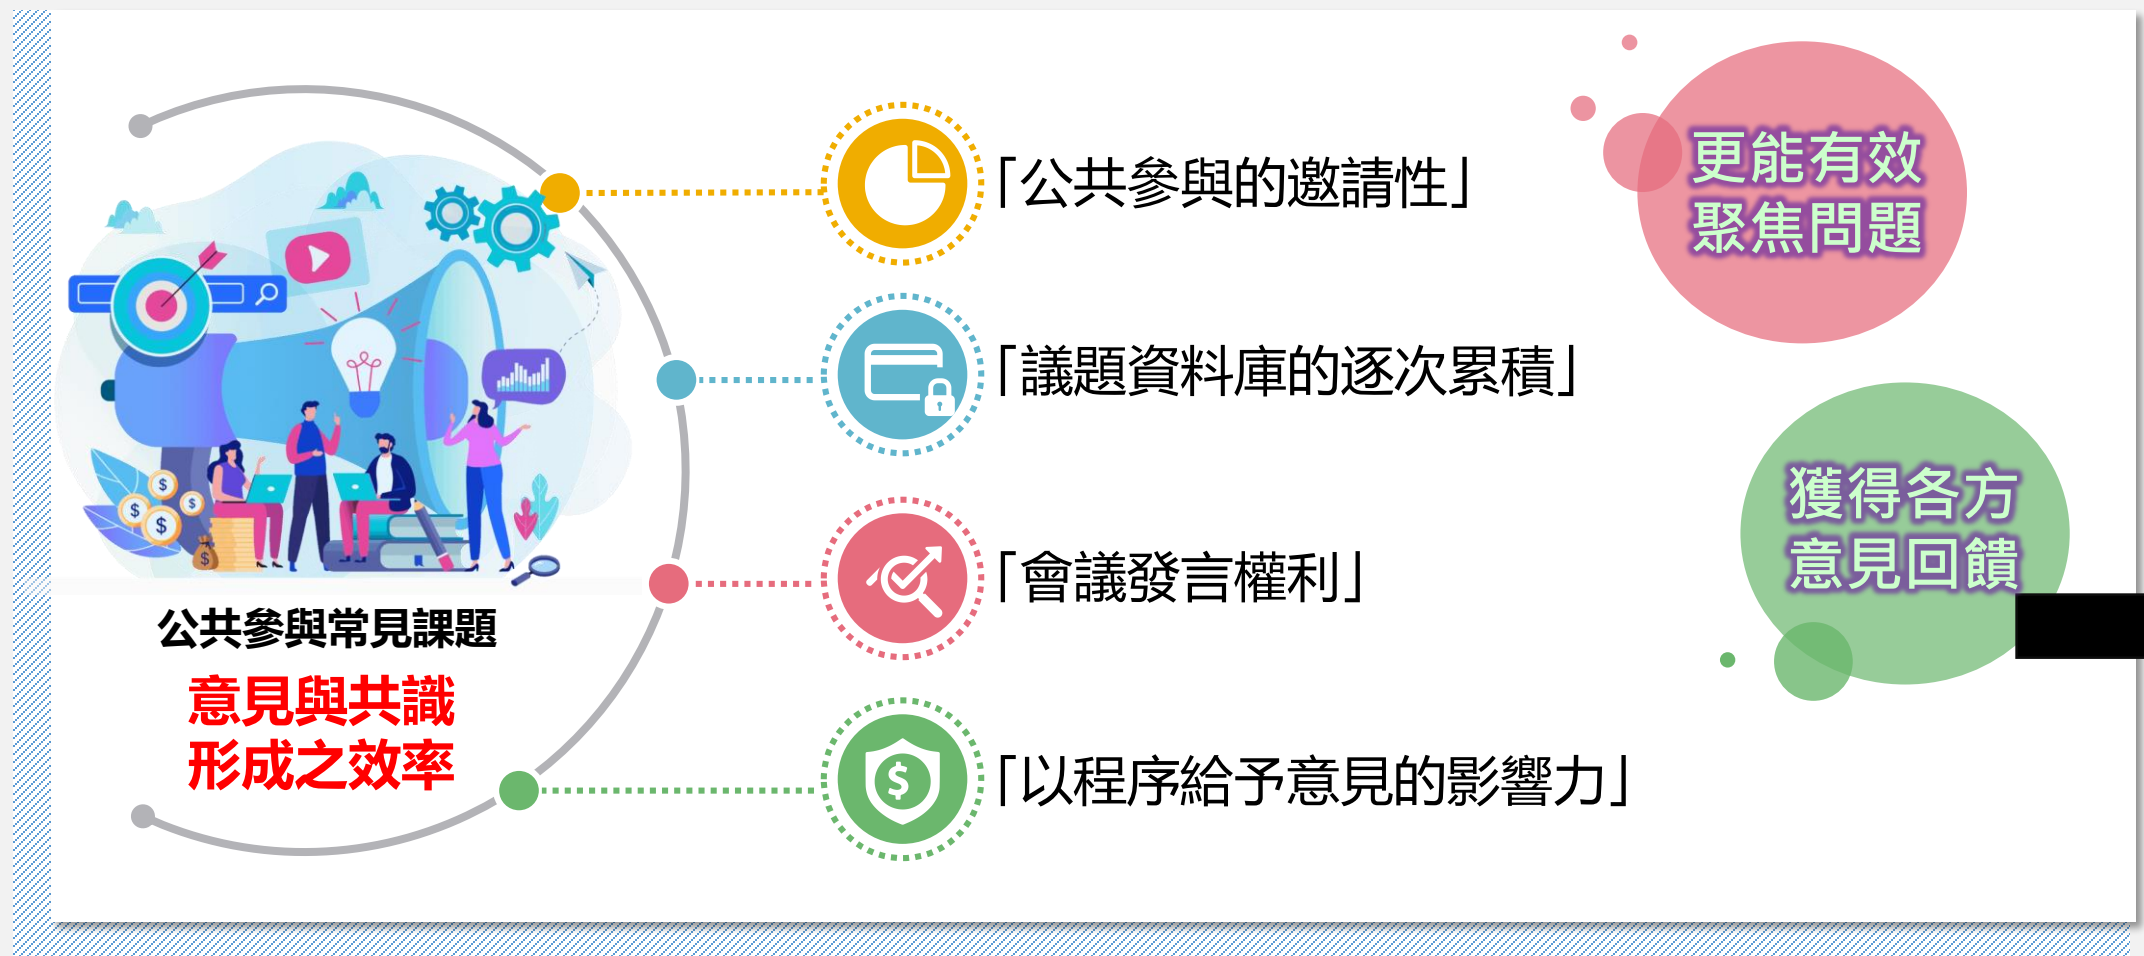 公共參與常見課題
意見與共識
形成之效率
「公共參與的邀請性」
「議題資料庫的逐次累積」
「會議發言權利」
「以程序給予意見的影響力」
更能有效
聚焦問題
獲得各方
意見回饋